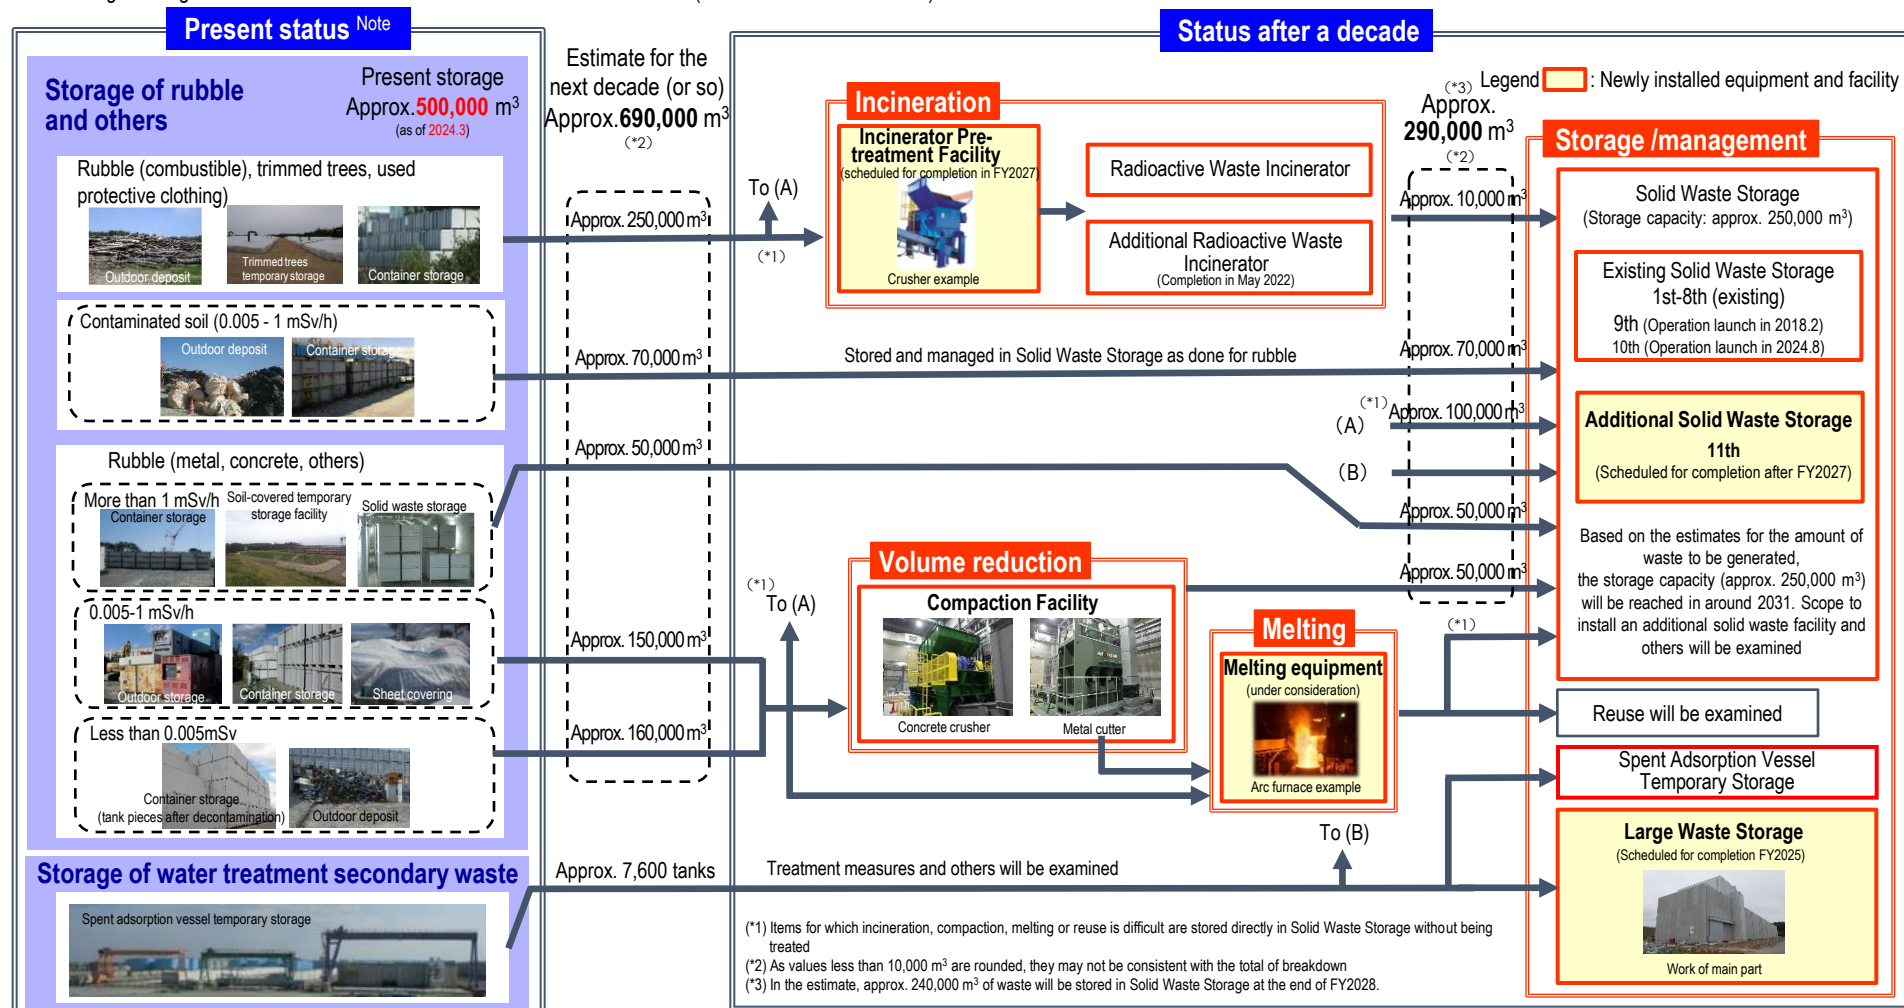 Present status Note
Storage of rubble
and others
Present storage
Approx.500,000 m³
(as of 2024.3)
Rubble (combustible), trimmed trees, used
protective clothing)
Outdoor deposit
Trimmed trees
temporary storage
Container storage
Contaminated soil (0.005 - 1 mSv/h)
Outdoor deposit
Container storage
Rubble (metal, concrete, others)
More than 1 mSv/h
Container storage
Soil-covered temporary
storage facility
Solid waste storage
0.005-1 mSv/h
Outdoor storage
Container storage
Sheet covering
Less than 0.005mSv
Container storage
(tank pieces after decontamination)
Outdoor deposit
Storage of water treatment secondary waste
Spent adsorption vessel temporary storage
Estimate for the
next decade (or so)
Approx.690,000 m³
(*2)
Approx. 250,000 m³
Approx. 70,000 m³
Approx. 50,000 m³
Approx. 150,000 m³
Approx. 160,000 m³
Approx. 7,600 tanks
Status after a decade
Legend : Newly installed equipment and facility
To (A)
(*1)
Incineration
Incinerator Pre-
treatment Facility
(scheduled for completion in FY2027)
Crusher example
Radioactive Waste Incinerator
Additional Radioactive Waste
Incinerator
(Completion in May 2022)
Stored and managed in Solid Waste Storage as done for rubble
(*1)
To (A)
Volume reduction
Compaction Facility
Concrete crusher
Metal cutter
Melting
Melting equipment
(under consideration)
Arc furnace example
To (B)
Treatment measures and others will be examined
(*3)
Approx.
290,000 m³
(*2)
Approx. 10,000 m³
Approx. 70,000 m³
(A)
(*1)
Approx. 100,000 m³
(B)
Approx. 50,000 m³
Approx. 50,000 m³
(*1)
Storage /management
Solid Waste Storage
(Storage capacity: approx. 250,000 m³)
Existing Solid Waste Storage
1st-8th (existing)
9th (Operation launch in 2018.2)
10th (Operation launch in 2024.8)
Additional Solid Waste Storage
11th
(Scheduled for completion after FY2027)
Based on the estimates for the amount of
waste to be generated,
the storage capacity (approx. 250,000 m³)
will be reached in around 2031. Scope to
install an additional solid waste facility and
others will be examined
Reuse will be examined
Spent Adsorption Vessel
Temporary Storage
Large Waste Storage
(Scheduled for completion FY2025)
Work of main part
(*1) Items for which incineration, compaction, melting or reuse is difficult are stored directly in Solid Waste Storage without being
treated
(*2) As values less than 10,000 m³ are rounded, they may not be consistent with the total of breakdown
(*3) In the estimate, approx. 240,000 m³ of waste will be stored in Solid Waste Storage at the end of FY2028.